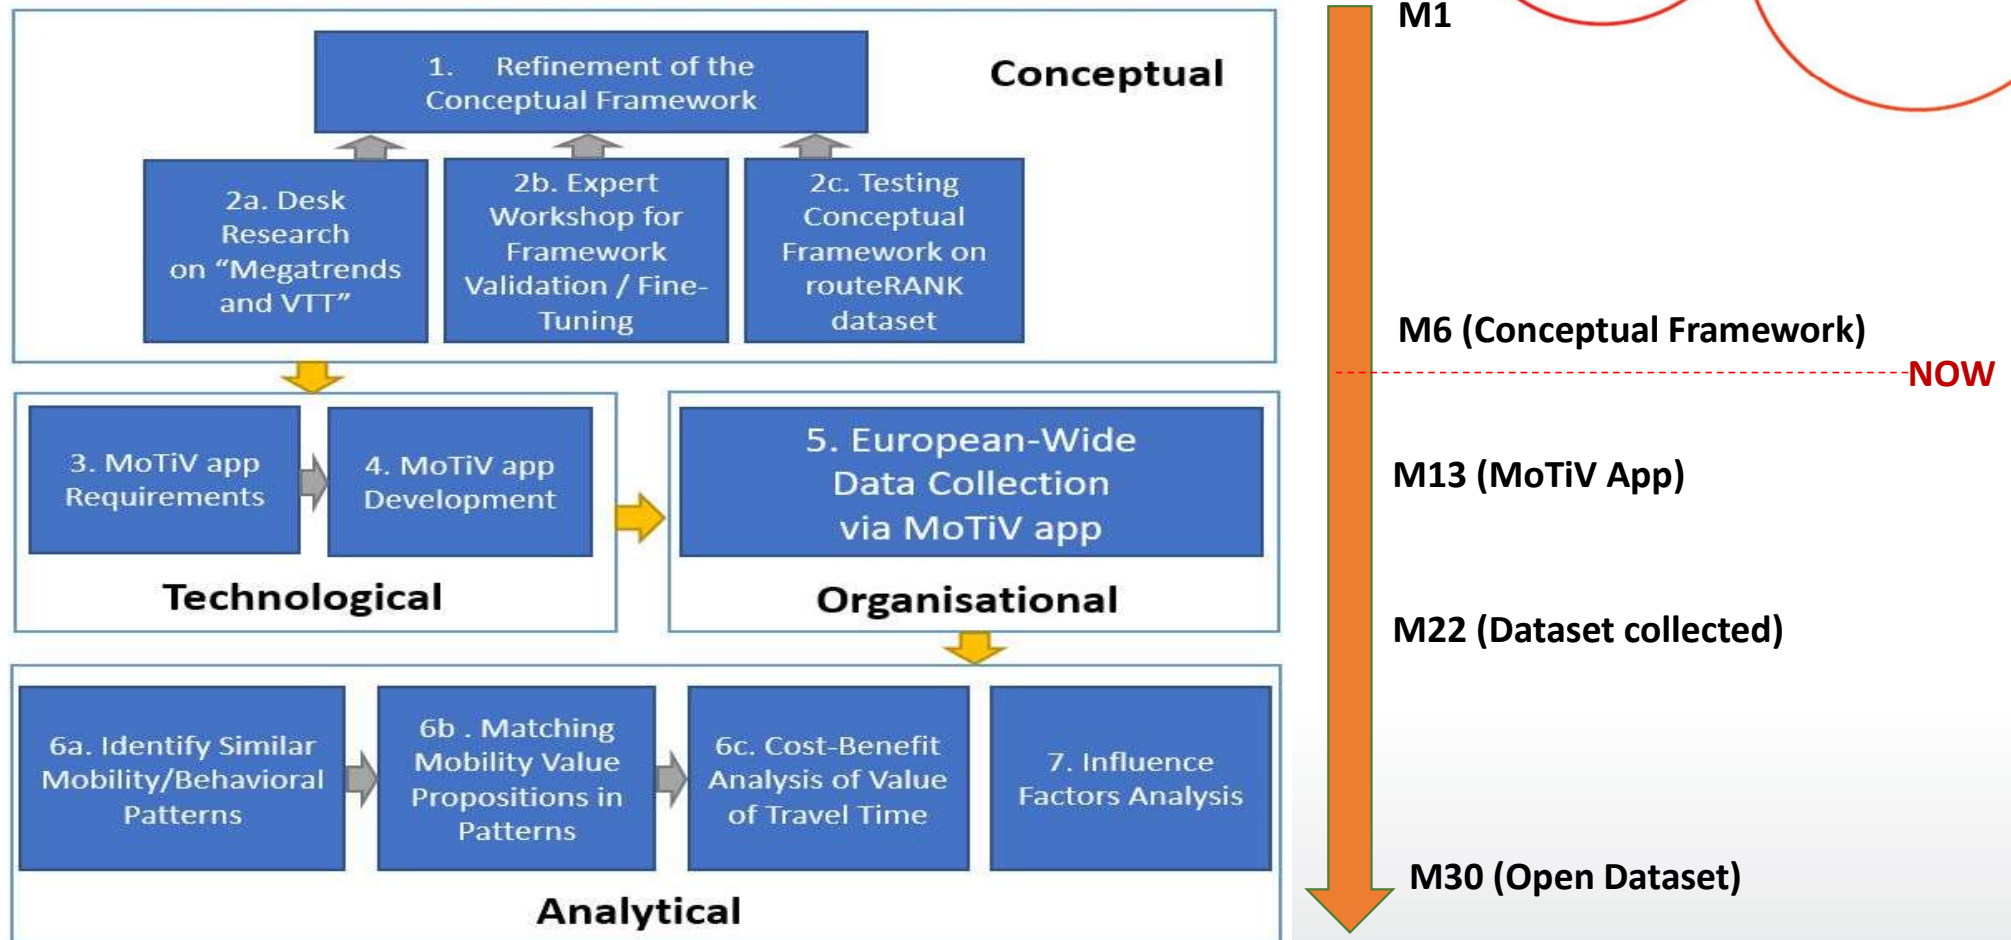 1. Refinement of the
Conceptual Framework
Conceptual
2a. Desk
Research
on “Megatrends
and VTT”
2b. Expert
Workshop for
Framework
Validation / Fine-
Tuning
2c. Testing
Conceptual
Framework on
routeRANK
dataset
3. MoTiV app
Requirements
4. MoTiV app
Development
Technological
5. European-Wide
Data Collection
via MoTiV app
Organisational
6a. Identify Similar
Mobility/Behavioral
Patterns
6b . Matching
Mobility Value
Propositions in
Patterns
6c. Cost-Benefit
Analysis of Value
of Travel Time
7. Influence
Factors Analysis
Analytical
M1
M6 (Conceptual Framework)
NOW
M13 (MoTiV App)
M22 (Dataset collected)
M30 (Open Dataset)